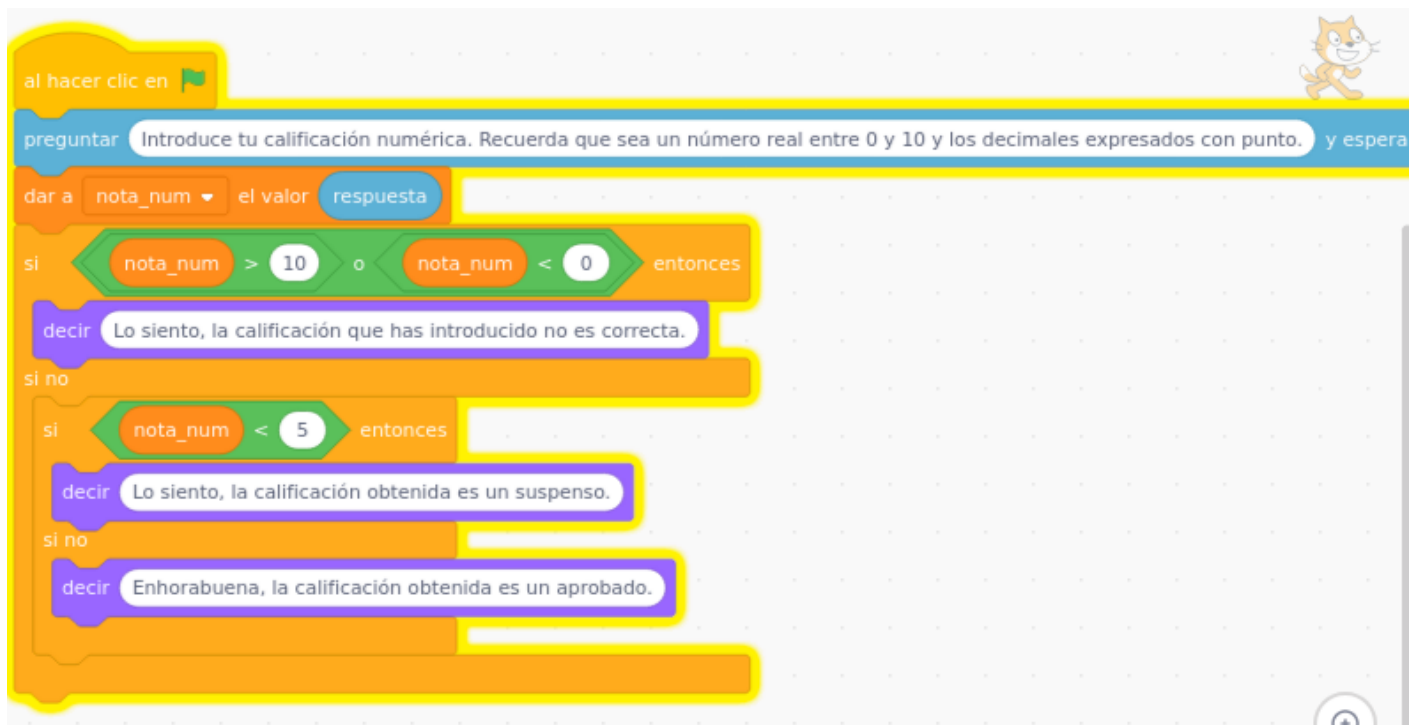 al hacer clic en
preguntar Introduce tu calificación numérica. Recuerda que sea un número real entre 0 y 10 y los decimales expresados con punto. y espera
dar a nota_num el valor respuesta
si nota_num > 10 o nota_num < 0 entonces
decir Lo siento, la calificación que has introducido no es correcta.
si no
si nota_num < 5 entonces
decir Lo siento, la calificación obtenida es un suspenso.
si no
decir Enhorabuena, la calificación obtenida es un aprobado.